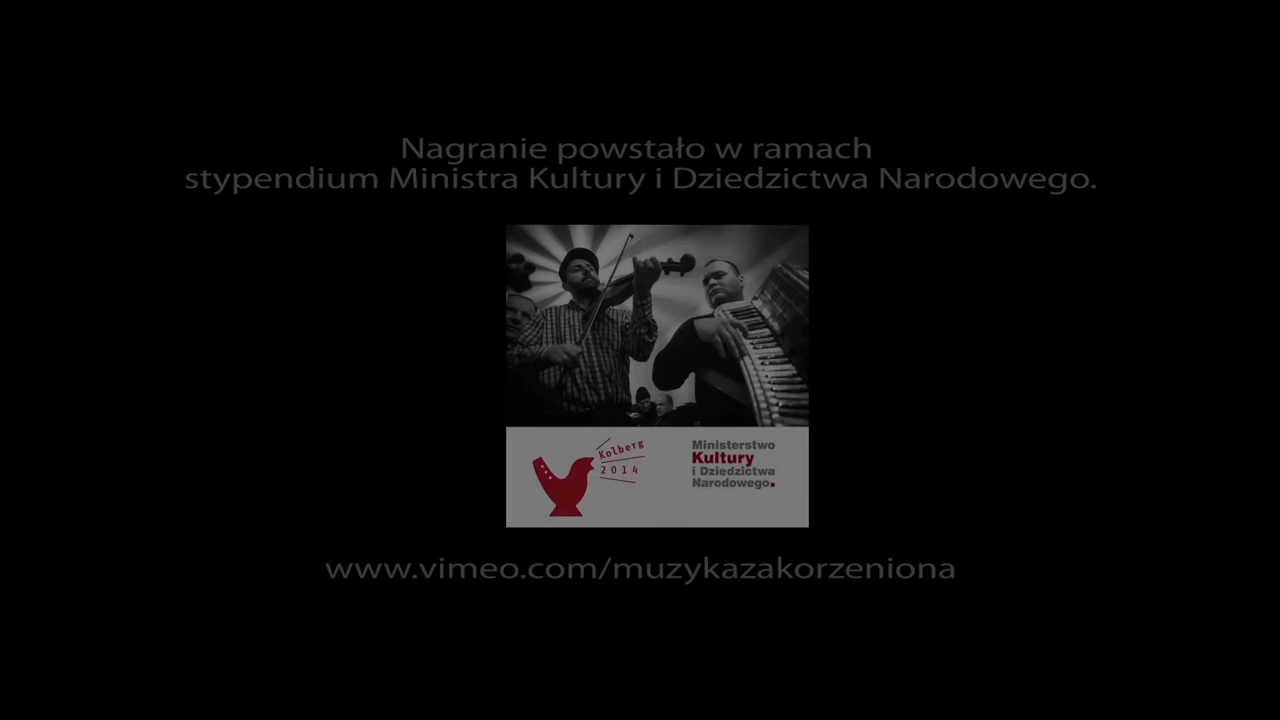 Nagranie powstało w ramach
stypendium Ministra Kultury i Dziedzictwa Narodowego.
Kolberg
2014
Ministerstwo
Kultury
i Dziedzictwa
Narodowego.
www.vimeo.com/muzykazakorzeniona